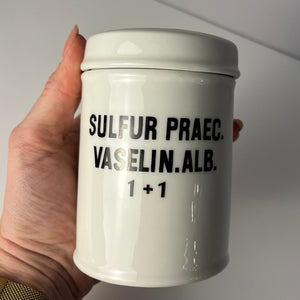 SULFUR PRAEC.
VASELIN.ALB.
1+1